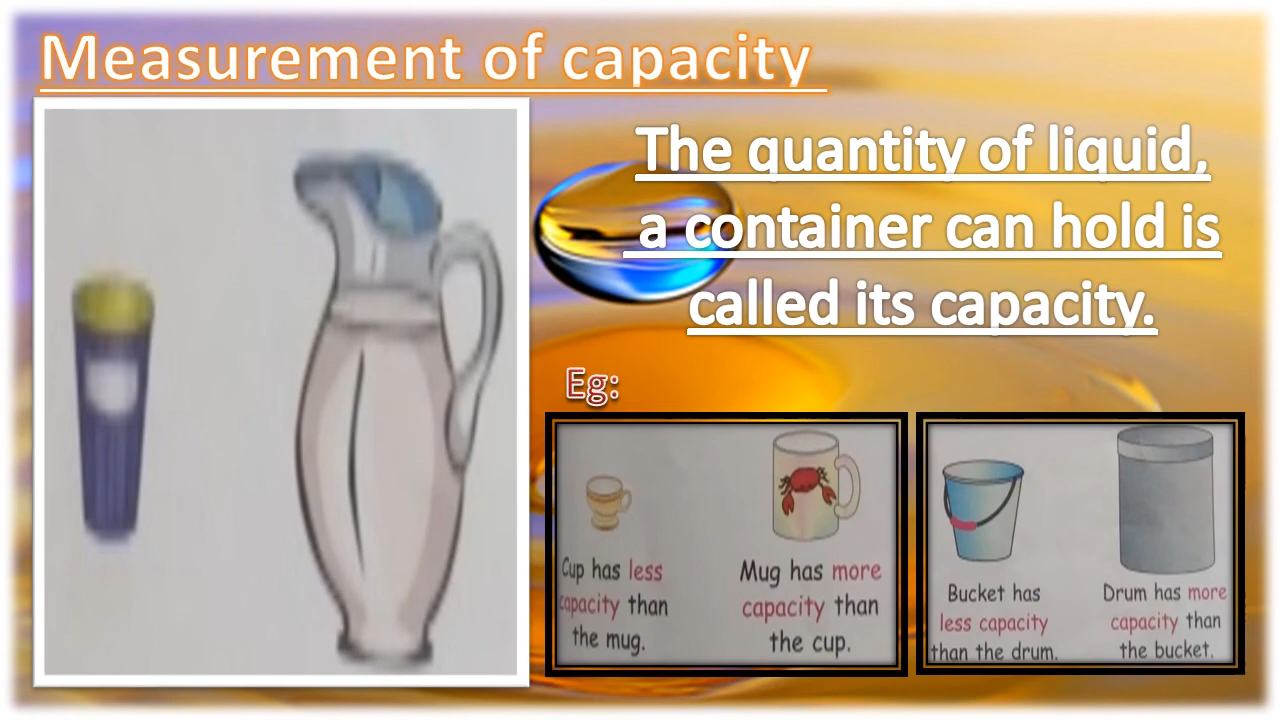 Measurement of capacity
The quantity of liquid,
a container can hold is
called its capacity.
Eg:
Cup has less
capacity than
the mug.
Mug has more
capacity than
the cup.
Bucket has
less capacity
than the drum.
Drum has more
capacity than
the bucket.